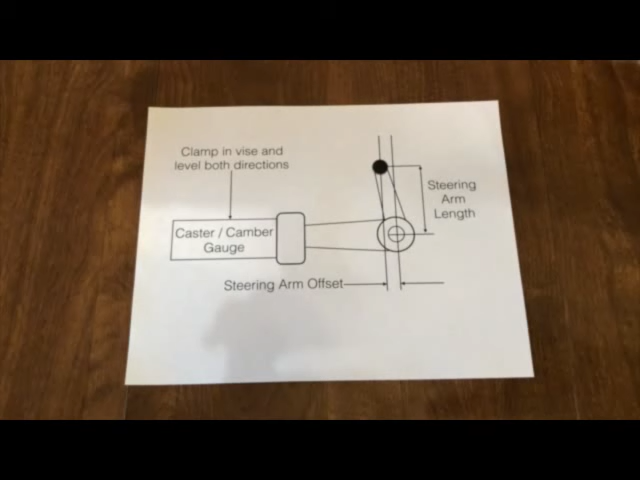 Clamp in vise and
level both directions
Steering
Arm
Length
Caster / Camber
Gauge
Steering Arm Offset